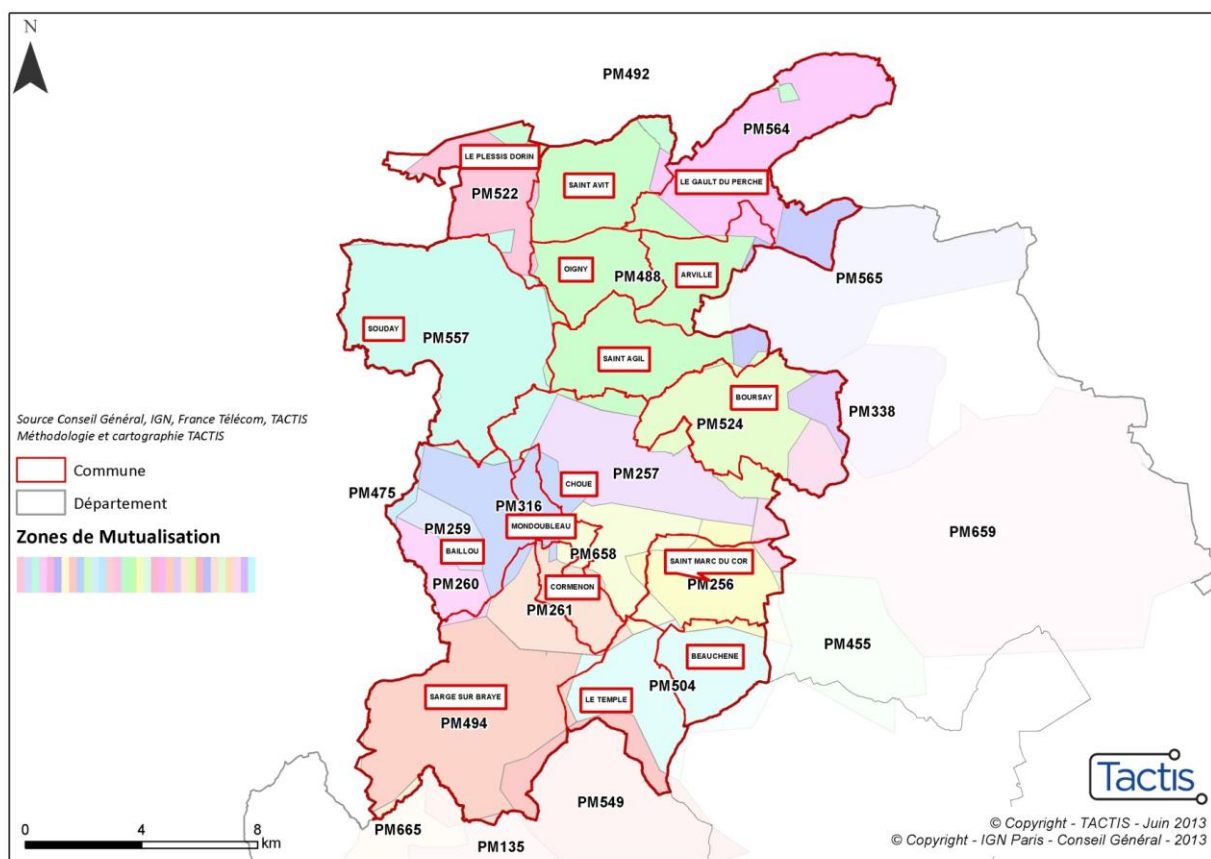 N
PM492
PM564
LE PLESSIS DORIN
SAINT AVIT
LE GAULT DU PERCHE
PM522
OIGNY
PM488
ARVILLE
PM565
SOUDAY
PM557
SAINT AGIL
BOURSAY
PM338
PM524
Source Conseil Général, IGN, France Télécom, TACTIS
Méthodologie et cartographie TACTIS
Commune
Département
Zones de Mutualisation
PM257
CHOUE
PM475
PM316
PM659
PM259
MONDOUBLEAU
BAILLOU
PM658
SAINT MARC DU COR
PM260
CORMENON
PM256
PM261
PM455
BEAUCHENE
PM504
SARGE SUR BRAYE
LE TEMPLE
PM494
PM549
PM665
PM135
0 4 8
km
Tactis
© Copyright - TACTIS - Juin 2013
© Copyright - IGN Paris - Conseil Général - 2013